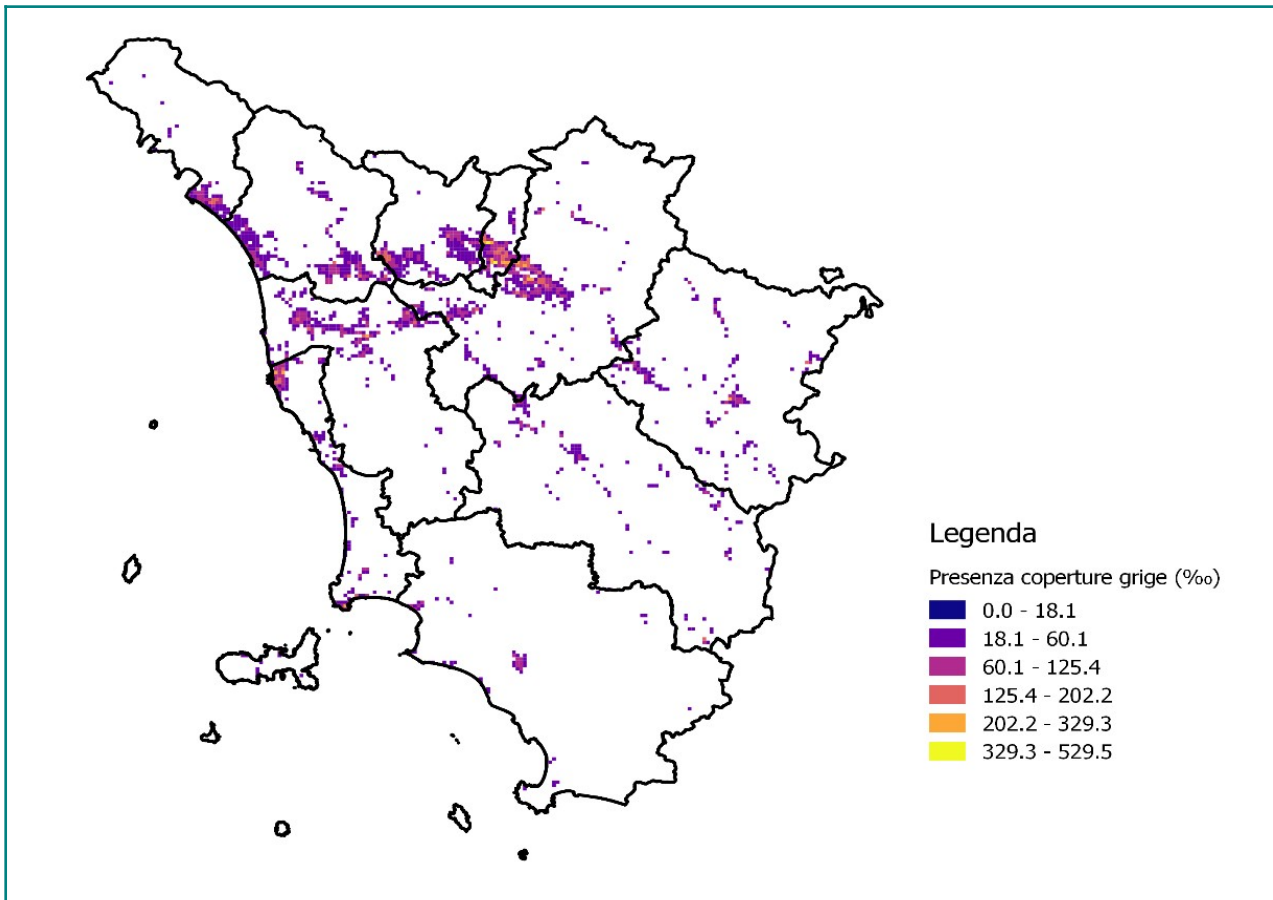 Legenda
Presenza coperture grige (‰)
0.0 - 18.1
18.1 - 60.1
60.1 - 125.4
125.4 - 202.2
202.2 - 329.3
329.3 - 529.5